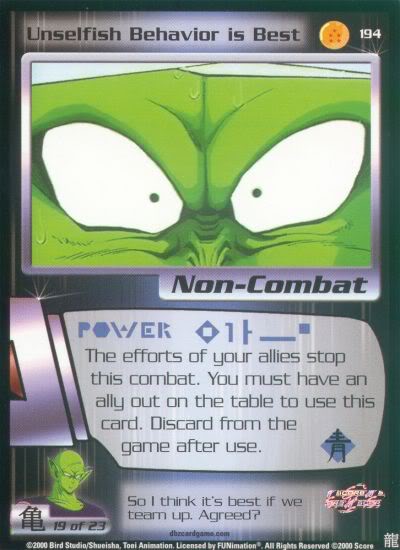 Unselfish Behavior is Best 194
Non-Combat
POWER
The efforts of your allies stop
this combat. You must have an
ally out on the table to use this
card. Discard from the
game after use.
青
So I think it's best if we
team up. Agreed?
亀 19 of 23
dbzcardgame.com
龍
©2000 Bird Studio/Shueisha, Toei Animation. Licensed by FUNimation®. All Rights Reserved ©2000 Score